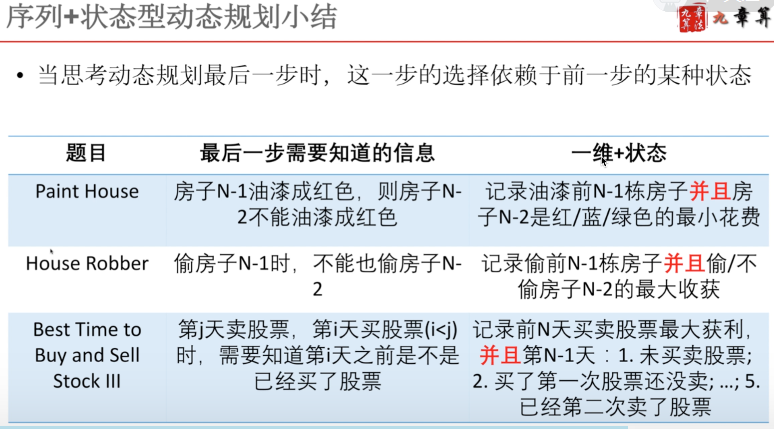 序列+状态型动态规划小结
九章算法
九章算
• 当思考动态规划最后一步时，这一步的选择依赖于前一步的某种状态
题目 最后一步需要知道的信息 一维+状态
Paint House
房子N-1油漆成红色，则房子N-
2不能油漆成红色
记录油漆前N-1栋房子并且房
子N-2是红/蓝/绿色的最小花费
House Robber
偷房子N-1时，不能也偷房子N-
2
记录偷前N-1栋房子并且偷/不
偷房子N-2的最大收获
Best Time to
Buy and Sell
Stock III
第j天卖股票，第i天买股票(i<j)
时，需要知道第i天之前是不是
已经买了股票
记录前N天买卖股票最大获利，
并且第N-1天：1. 未买卖股票;
2. 买了第一次股票还没卖; ...; 5.
已经第二次卖了股票